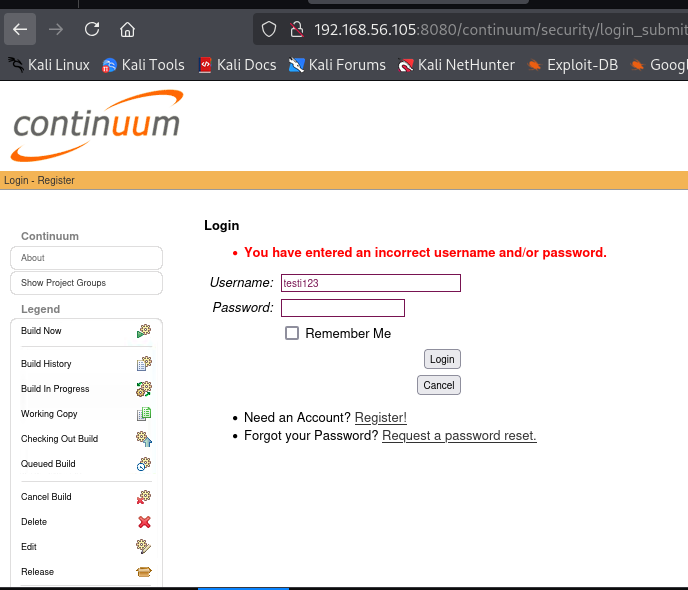 192.168.56.105:8080/continuum/security/login_submit
Kali Linux Kali Tools Kali Docs Kali Forums Kali NetHunter Exploit-DB Goog
continuum
Login - Register
Continuum
About
Show Project Groups
Legend
Build Now
Build History
Build In Progress
Working Copy
Checking Out Build
Queued Build
Cancel Build
Delete
Edit
Release
Login
• You have entered an incorrect username and/or password.
Username: testi123
Password:
Remember Me
Login
Cancel
• Need an Account? Register!
• Forgot your Password? Request a password reset.